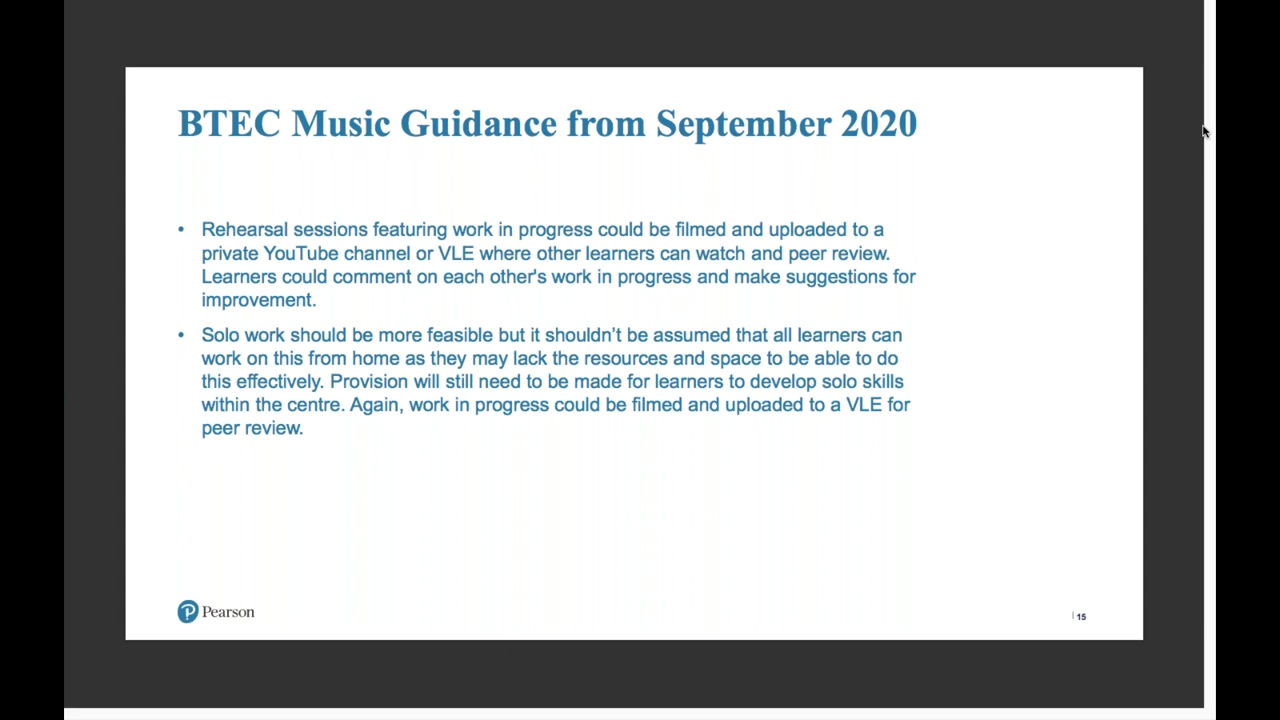 BTEC Music Guidance from September 2020
• Rehearsal sessions featuring work in progress could be filmed and uploaded to a
private YouTube channel or VLE where other learners can watch and peer review.
Learners could comment on each other's work in progress and make suggestions for
improvement.
• Solo work should be more feasible but it shouldn’t be assumed that all learners can
work on this from home as they may lack the resources and space to be able to do
this effectively. Provision will still need to be made for learners to develop solo skills
within the centre. Again, work in progress could be filmed and uploaded to a VLE for
peer review.
Pearson
15